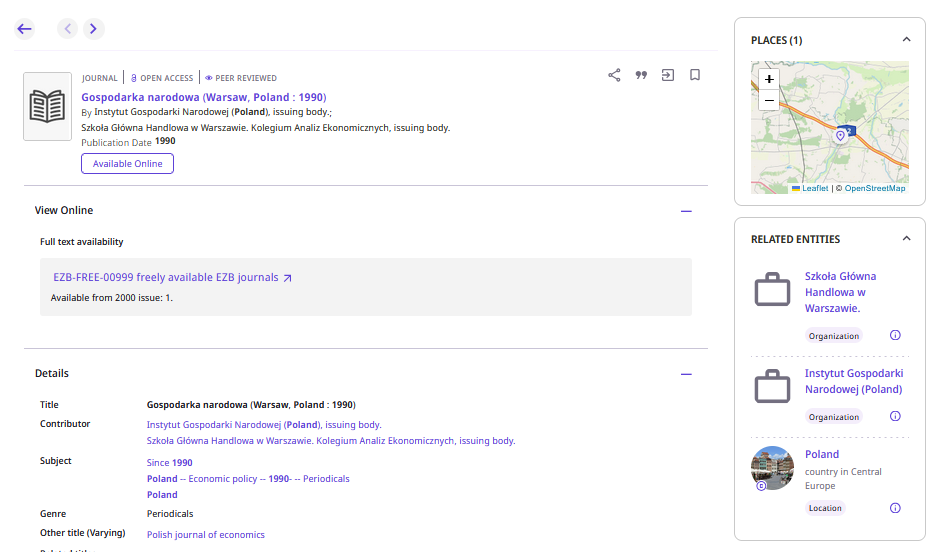 JOURNAL | OPEN ACCESS | PEER REVIEWED
Gospodarka narodowa (Warsaw, Poland : 1990)
By Instytut Gospodarki Narodowej (Poland), issuing body.;
Szkoła Główna Handlowa w Warszawie. Kolegium Analiz Ekonomicznych, issuing body.
Publication Date 1990
Available Online
View Online
Full text availability
EZB-FREE-00999 freely available EZB journals
Available from 2000 issue: 1.
Details
Title Gospodarka narodowa (Warsaw, Poland : 1990)
Contributor Instytut Gospodarki Narodowej (Poland), issuing body.
Szkoła Główna Handlowa w Warszawie. Kolegium Analiz Ekonomicznych, issuing body.
Subject Since 1990
Poland -- Economic policy -- 1990- -- Periodicals
Poland
Genre Periodicals
Other title (Varying) Polish journal of economics
PLACES (1)
+
−
2
Leaflet | © OpenStreetMap
RELATED ENTITIES
Szkoła Główna
Handlowa w
Warszawie.
Organization
Instytut Gospodarki
Narodowej (Poland)
Organization
Poland
country in Central
Europe
Location